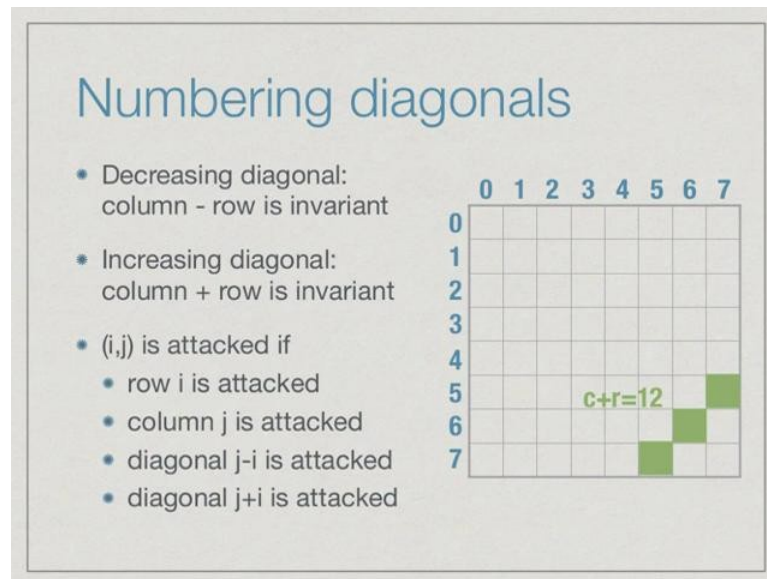 Numbering diagonals
Decreasing diagonal:
column - row is invariant
Increasing diagonal:
column + row is invariant
(i,j) is attacked if
row i is attacked
column j is attacked
diagonal j-i is attacked
diagonal j+i is attacked
0 1 2 3 4 5 6 7
0
1
2
3
4
5
6
7
c+r=12